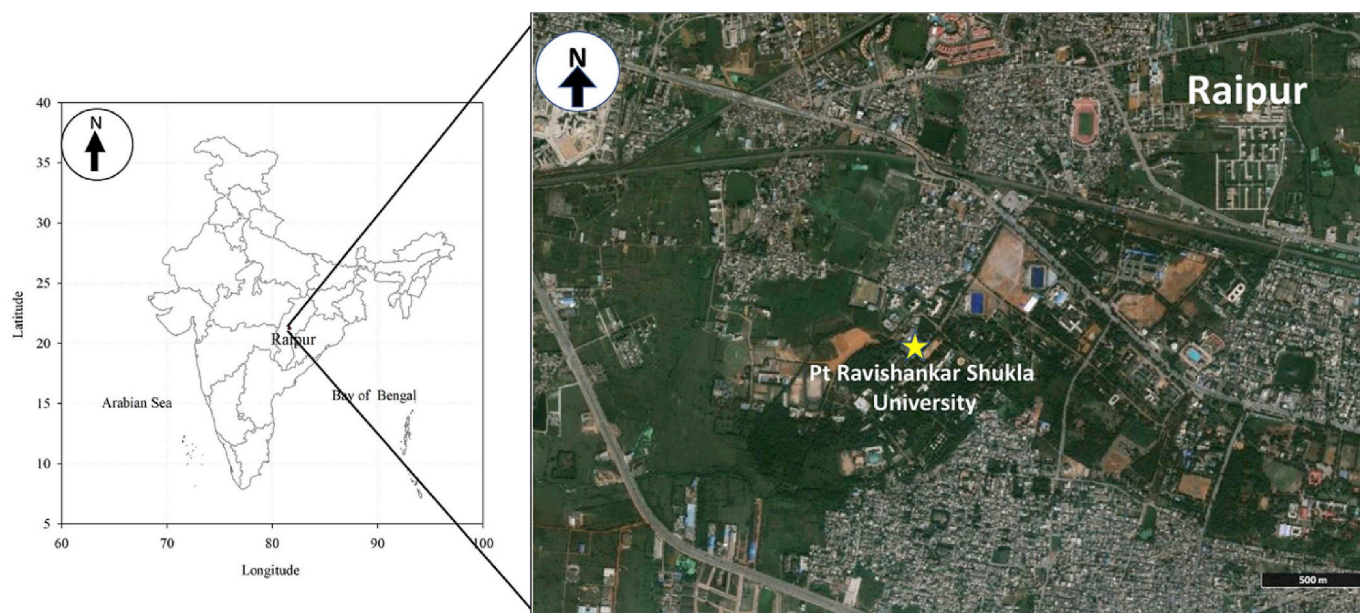 N
40
35
30
25
20
15
10
5
Latitude
Raipur
Arabian Sea
Bay of Bengal
60
70
80
90
100
Longitude
N
Raipur
Pt Ravishankar Shukla
University
500 m